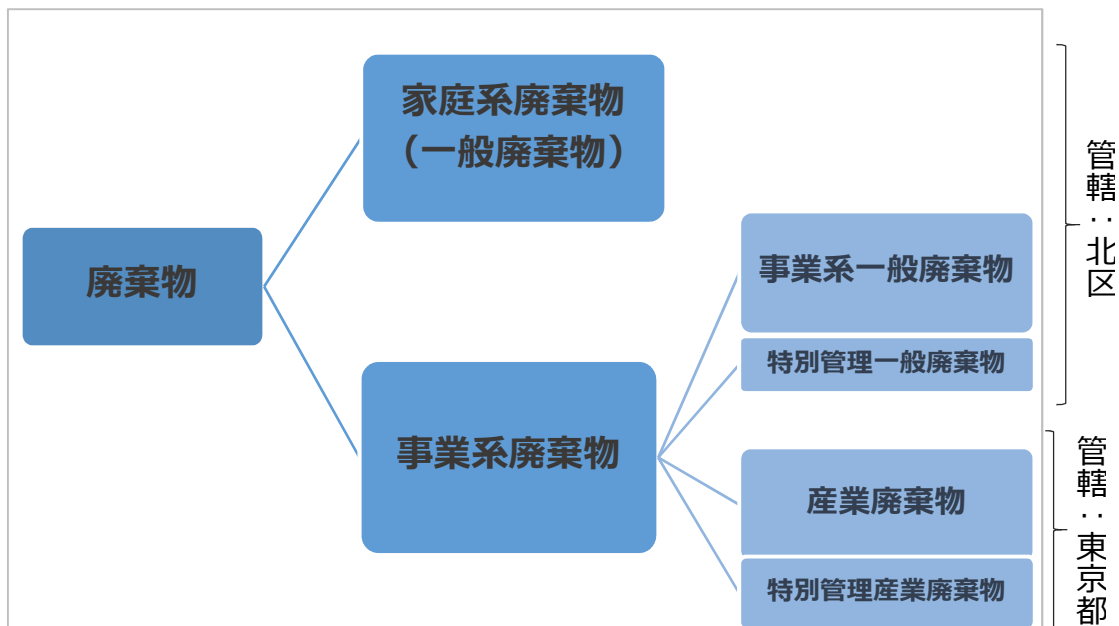 廃棄物
家庭系廃棄物
（一般廃棄物）
事業系廃棄物
事業系一般廃棄物
特別管理一般廃棄物
産業廃棄物
特別管理産業廃棄物
管轄：北区
管轄：東京都